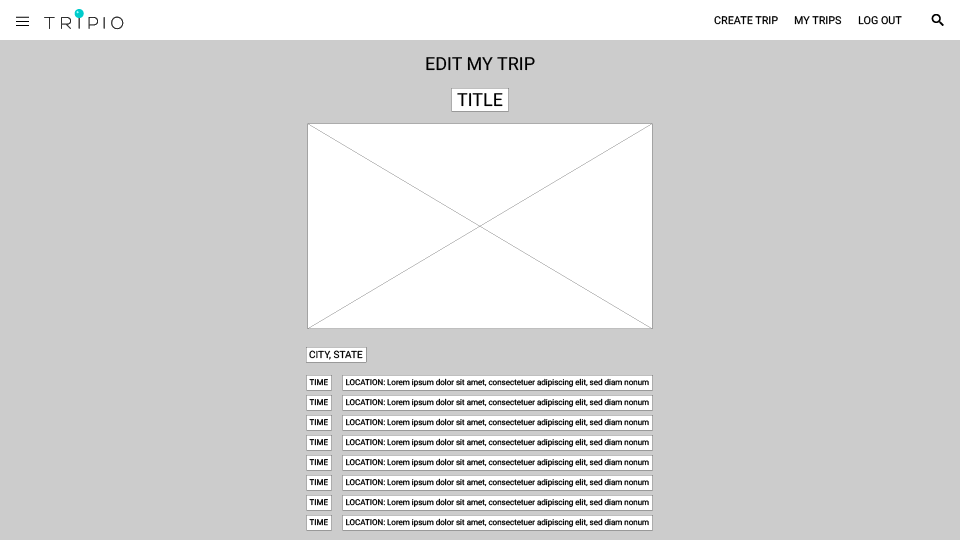 TRIPIO
CREATE TRIP MY TRIPS LOG OUT
EDIT MY TRIP
TITLE
CITY, STATE
TIME LOCATION: Lorem ipsum dolor sit amet, consectetuer adipiscing elit, sed diam nonum
TIME LOCATION: Lorem ipsum dolor sit amet, consectetuer adipiscing elit, sed diam nonum
TIME LOCATION: Lorem ipsum dolor sit amet, consectetuer adipiscing elit, sed diam nonum
TIME LOCATION: Lorem ipsum dolor sit amet, consectetuer adipiscing elit, sed diam nonum
TIME LOCATION: Lorem ipsum dolor sit amet, consectetuer adipiscing elit, sed diam nonum
TIME LOCATION: Lorem ipsum dolor sit amet, consectetuer adipiscing elit, sed diam nonum
TIME LOCATION: Lorem ipsum dolor sit amet, consectetuer adipiscing elit, sed diam nonum
TIME LOCATION: Lorem ipsum dolor sit amet, consectetuer adipiscing elit, sed diam nonum